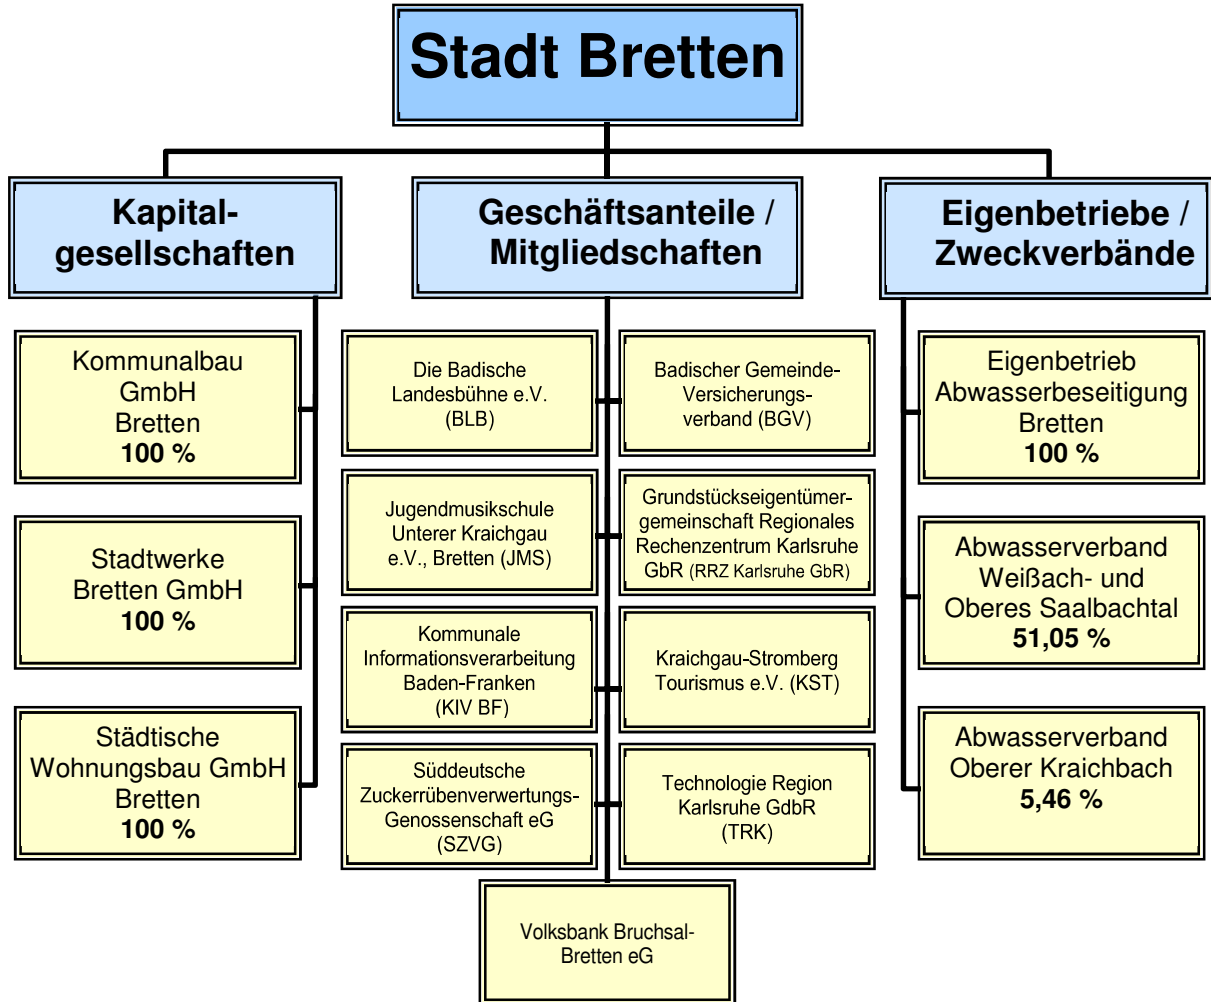 Stadt Bretten
Kapital-
gesellschaften
Geschäftsanteile /
Mitgliedschaften
Eigenbetriebe /
Zweckverbände
Kommunalbau
GmbH
Bretten
100 %
Stadtwerke
Bretten GmbH
100 %
Städtische
Wohnungsbau GmbH
Bretten
100 %
Die Badische
Landesbühne e.V.
(BLB)
Badischer Gemeinde-
Versicherungs-
verband (BGV)
Jugendmusikschule
Unterer Kraichgau
e.V., Bretten (JMS)
Grundstückseigentümer-
gemeinschaft Regionales
Rechenzentrum Karlsruhe
GbR (RRZ Karlsruhe GbR)
Kommunale
Informationsverarbeitung
Baden-Franken
(KIV BF)
Kraichgau-Stromberg
Tourismus e.V. (KST)
Süddeutsche
Zuckerrübenverwertungs-
Genossenschaft eG
(SZVG)
Technologie Region
Karlsruhe GdbR
(TRK)
Volksbank Bruchsal-
Bretten eG
Eigenbetrieb
Abwasserbeseitigung
Bretten
100 %
Abwasserverband
Weißach- und
Oberes Saalbachtal
51,05 %
Abwasserverband
Oberer Kraichbach
5,46 %